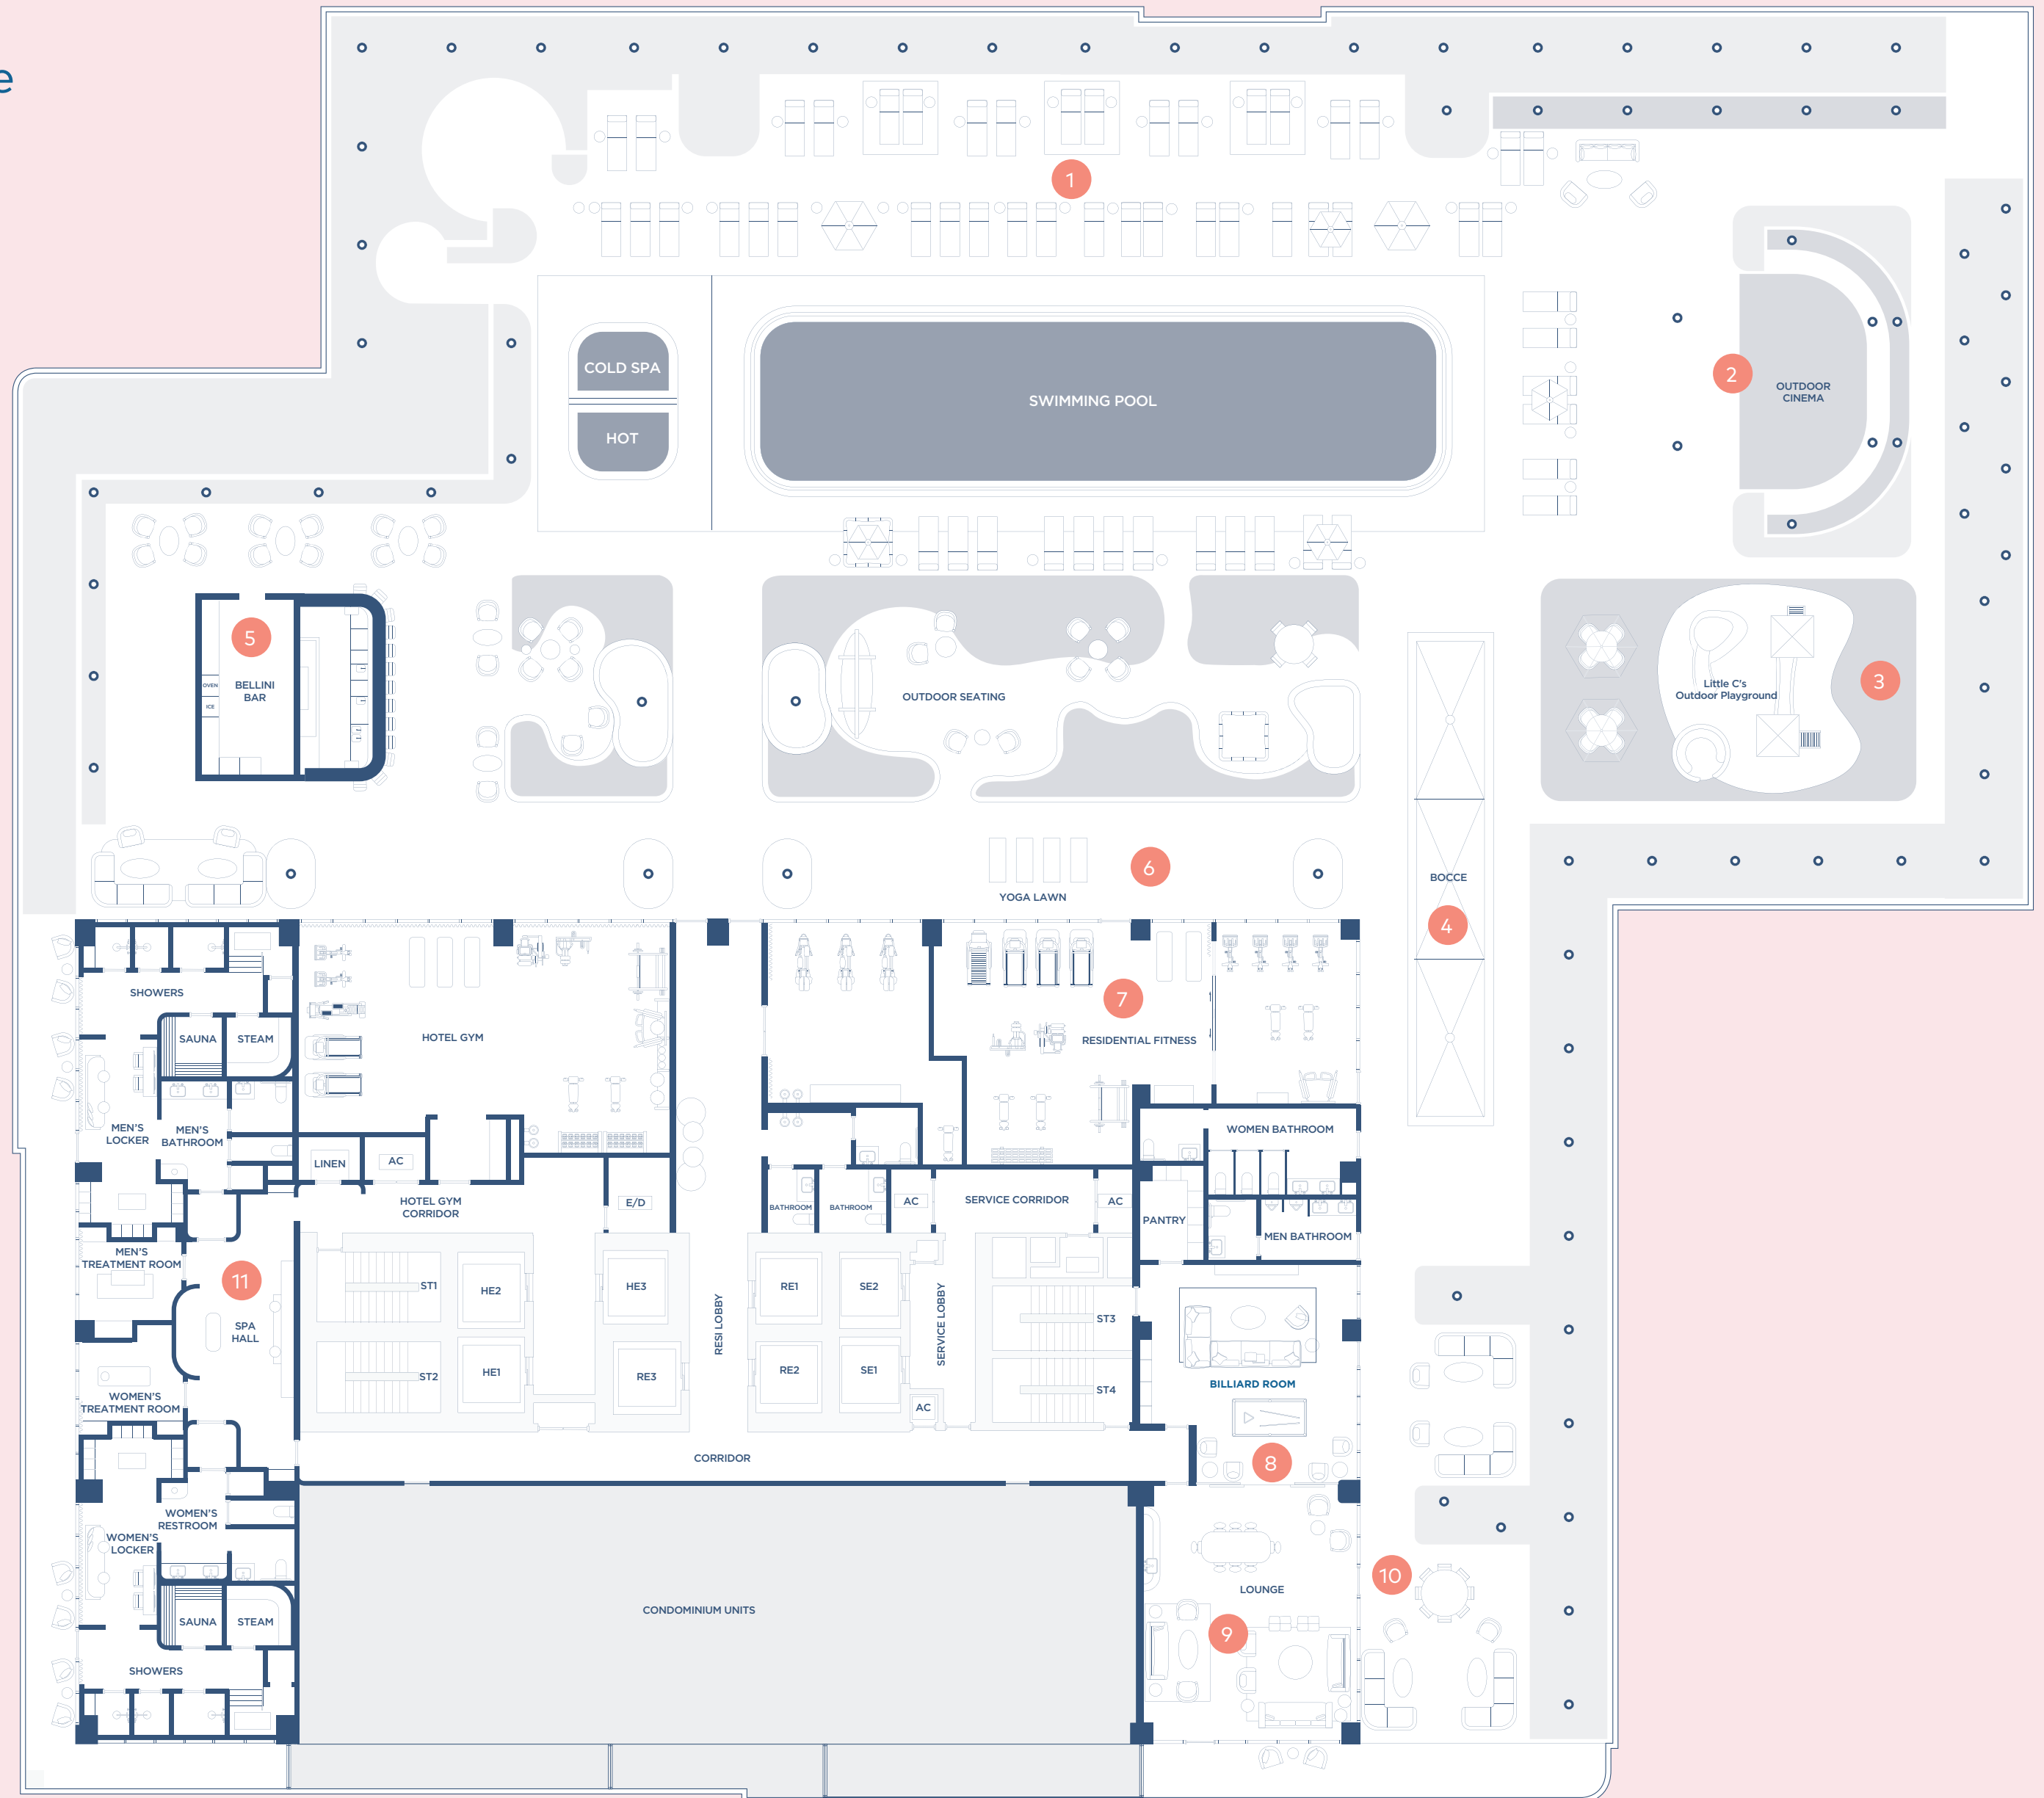 e
1
COLD SPA
HOT
SWIMMING POOL
2
OUTDOOR
CINEMA
5
OVEN
ICE
BELLINI
BAR
OUTDOOR SEATING
Little C's
Outdoor Playground
3
6
YOGA LAWN
BOCCE
4
SHOWERS
SAUNA
STEAM
HOTEL GYM
7
RESIDENTIAL FITNESS
MEN'S
LOCKER
MEN'S
BATHROOM
LINEN
AC
WOMEN BATHROOM
HOTEL GYM
CORRIDOR
E/D
BATHROOM
BATHROOM
AC
SERVICE CORRIDOR
AC
PANTRY
MEN BATHROOM
MEN'S
TREATMENT ROOM
11
SPA
HALL
ST1
HE2
HE3
RESI LOBBY
RE1
SE2
SERVICE LOBBY
ST3
ST2
HE1
RE3
RE2
SE1
AC
ST4
BILLIARD ROOM
WOMEN'S
TREATMENT ROOM
CORRIDOR
8
WOMEN'S
RESTROOM
WOMEN'S
LOCKER
SAUNA
STEAM
SHOWERS
CONDOMINIUM UNITS
LOUNGE
10
9